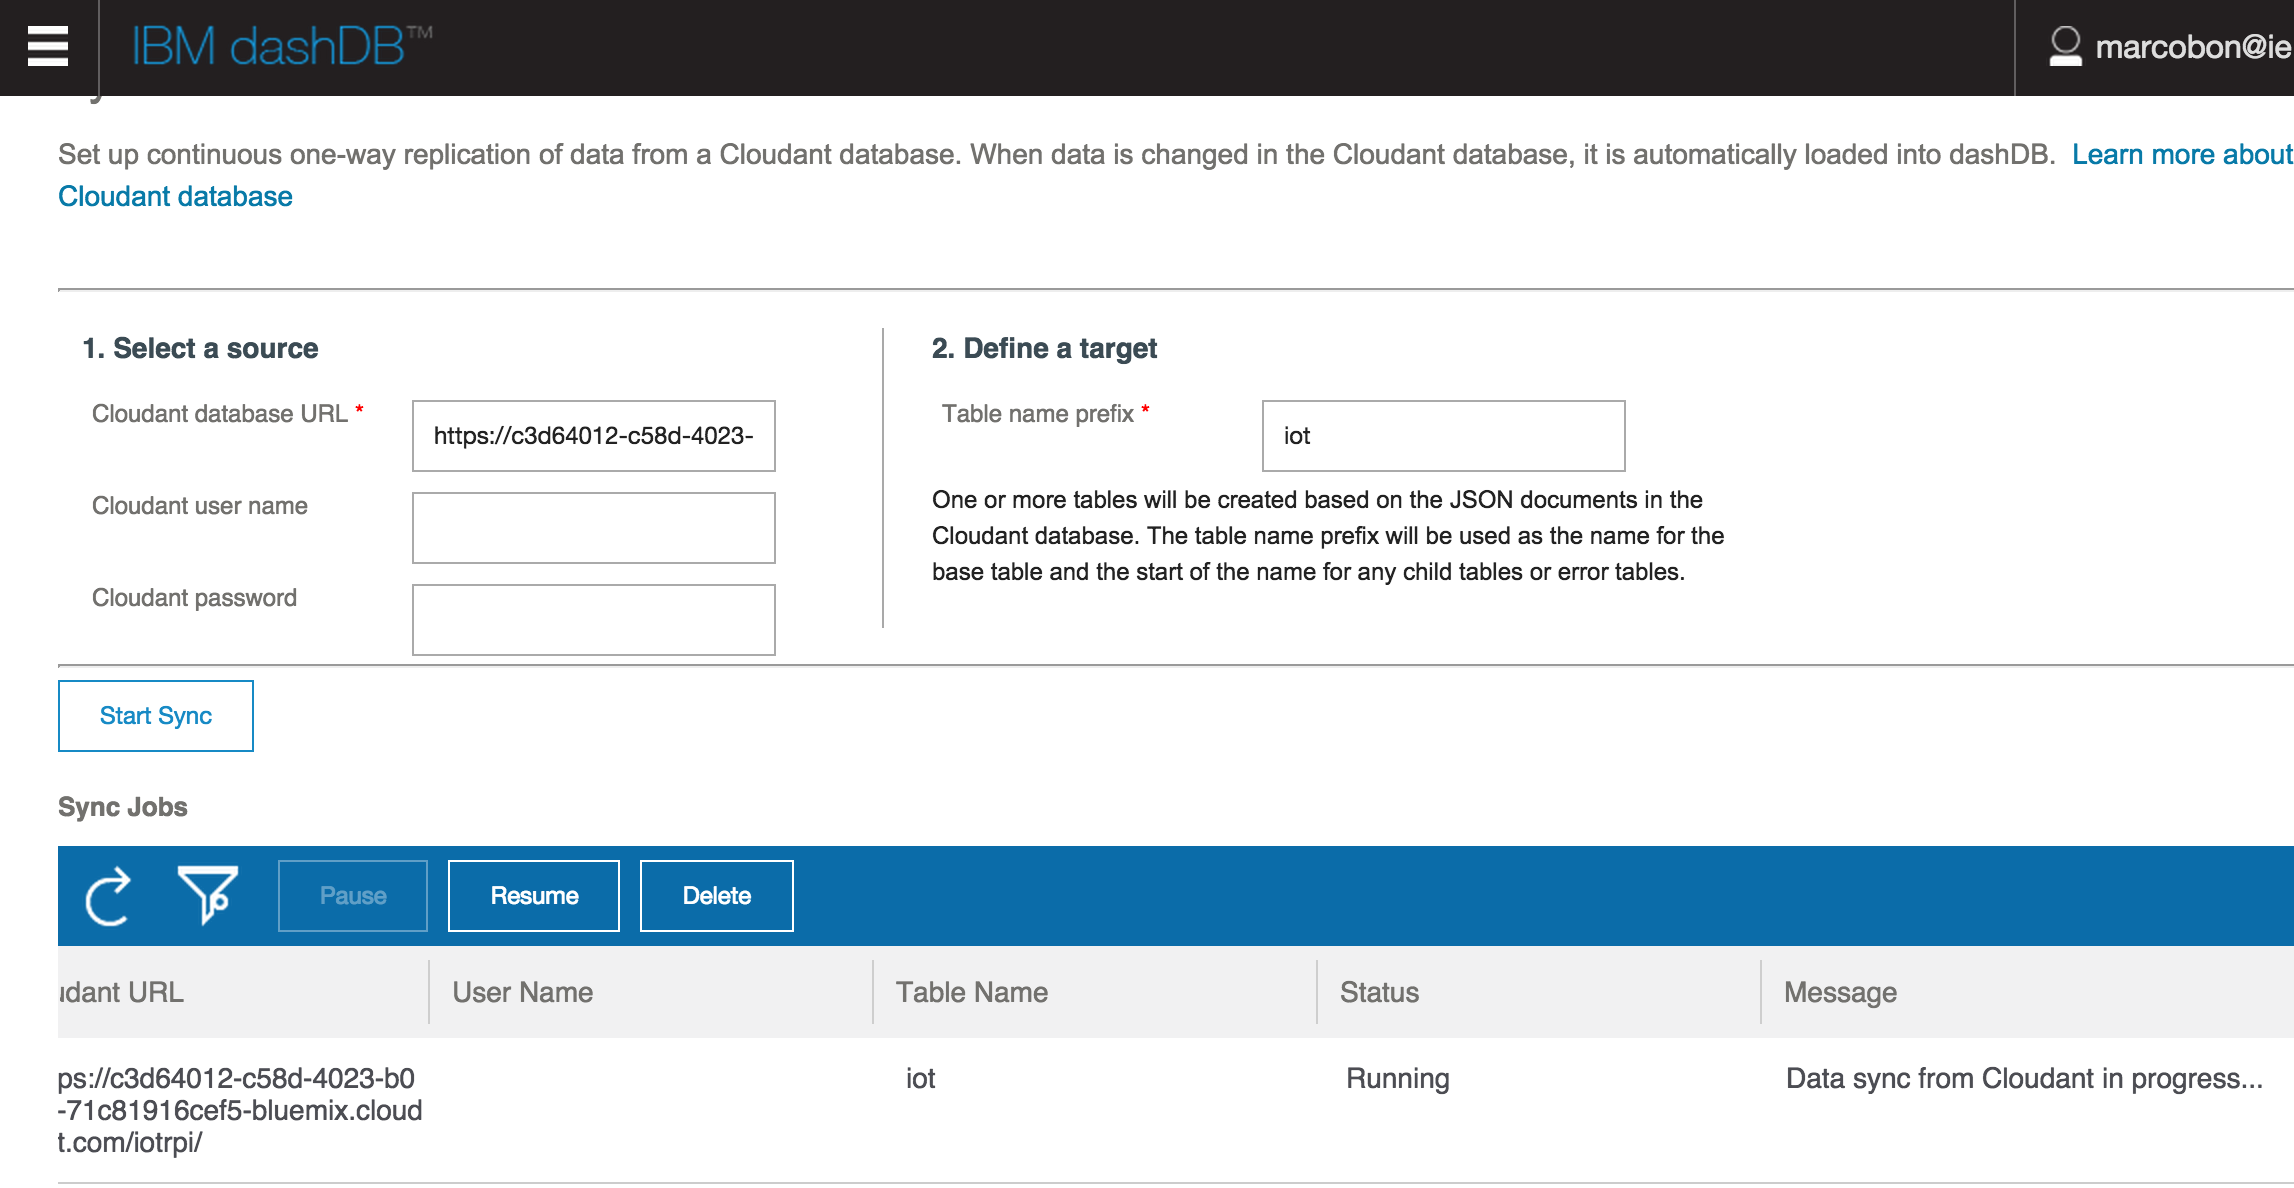 IBM dashDB™
marcobon@ie
Set up continuous one-way replication of data from a Cloudant database. When data is changed in the Cloudant database, it is automatically loaded into dashDB. Learn more about
Cloudant database
1. Select a source
2. Define a target
Cloudant database URL *
https://c3d64012-c58d-4023-
Table name prefix *
iot
Cloudant user name
One or more tables will be created based on the JSON documents in the
Cloudant database. The table name prefix will be used as the name for the
base table and the start of the name for any child tables or error tables.
Cloudant password
Start Sync
Sync Jobs
Pause
Resume
Delete
udant URL
User Name
Table Name
Status
Message
ps://c3d64012-c58d-4023-b0
-71c81916cef5-bluemix.cloud
t.com/iotrpi/
iot
Running
Data sync from Cloudant in progress...